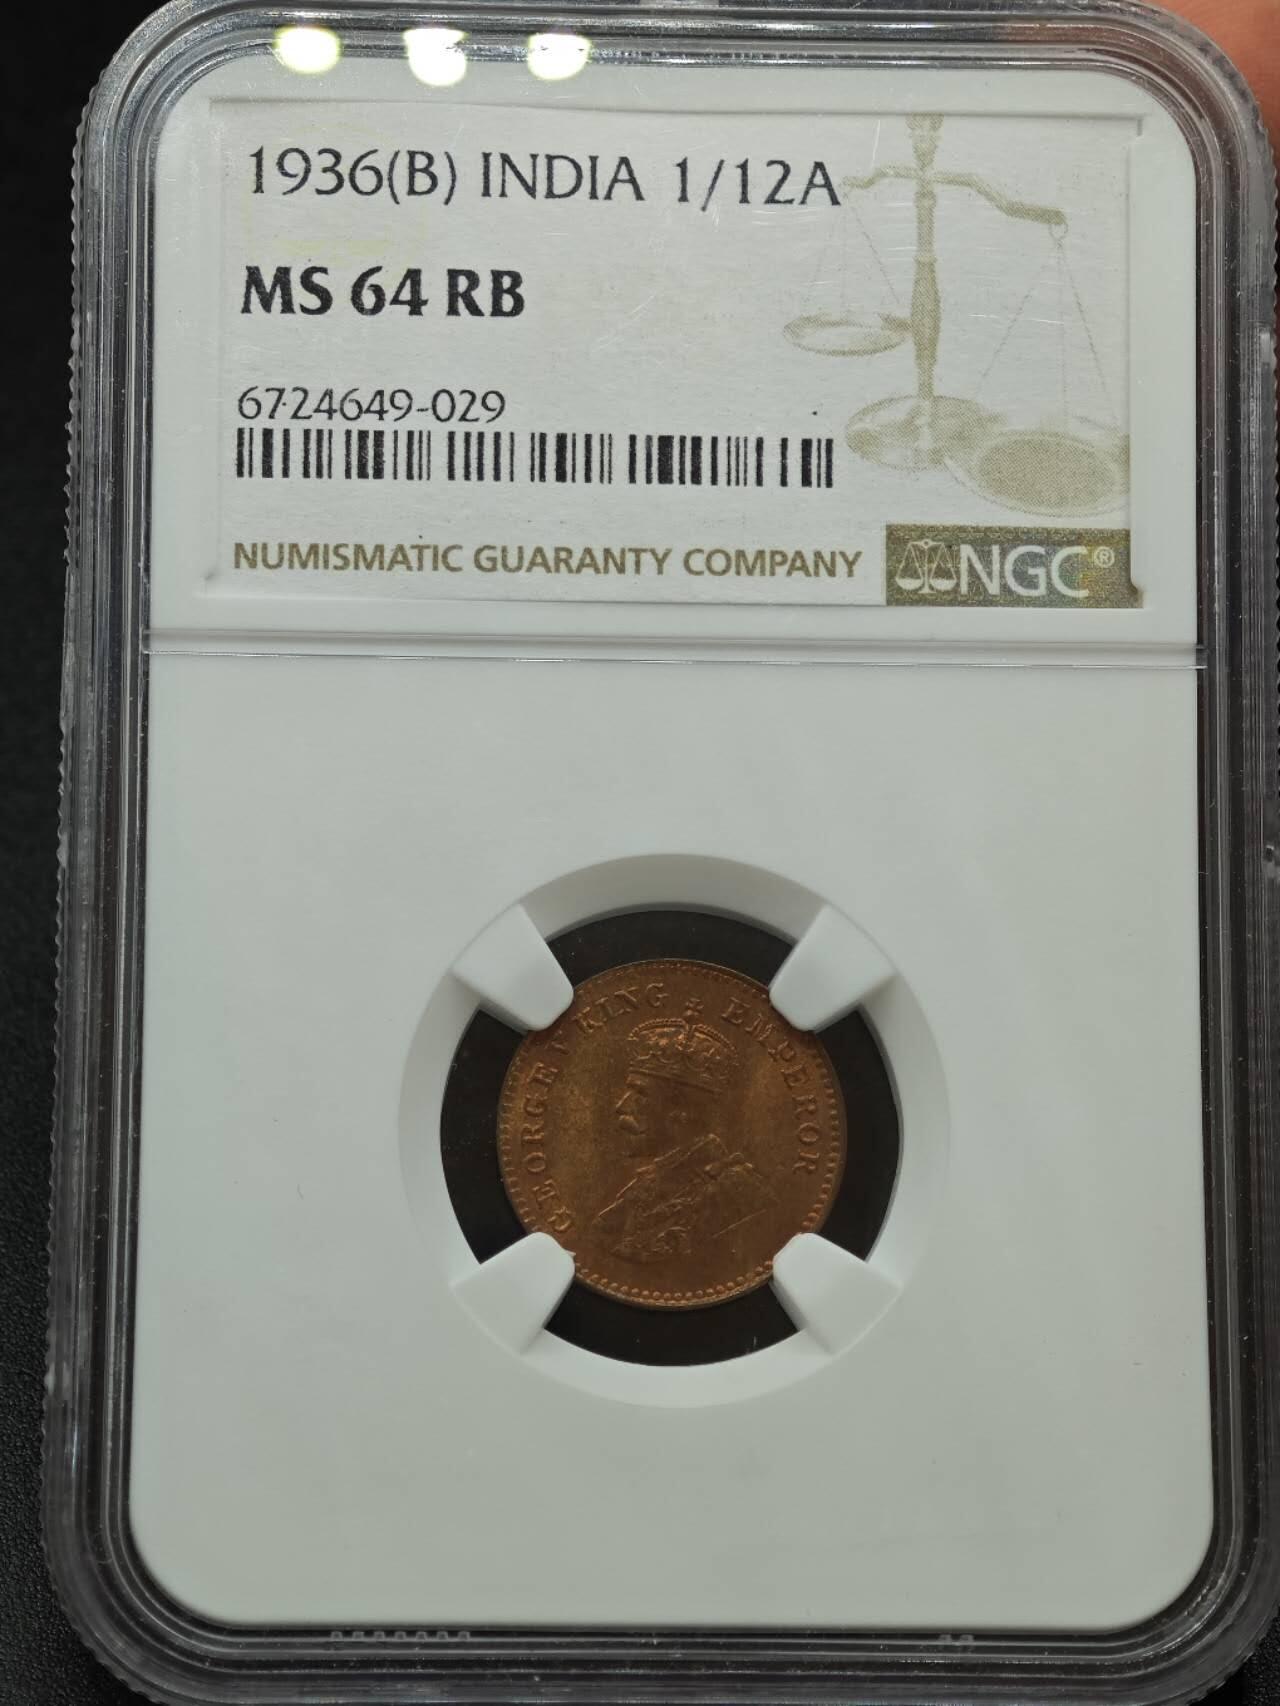 1936(B) INDIA 1/12A
MS 64 RB
6724649-029
NUMISMATIC GUARANTY COMPANY
NGC®
GEORGE V KING & EMPEROR